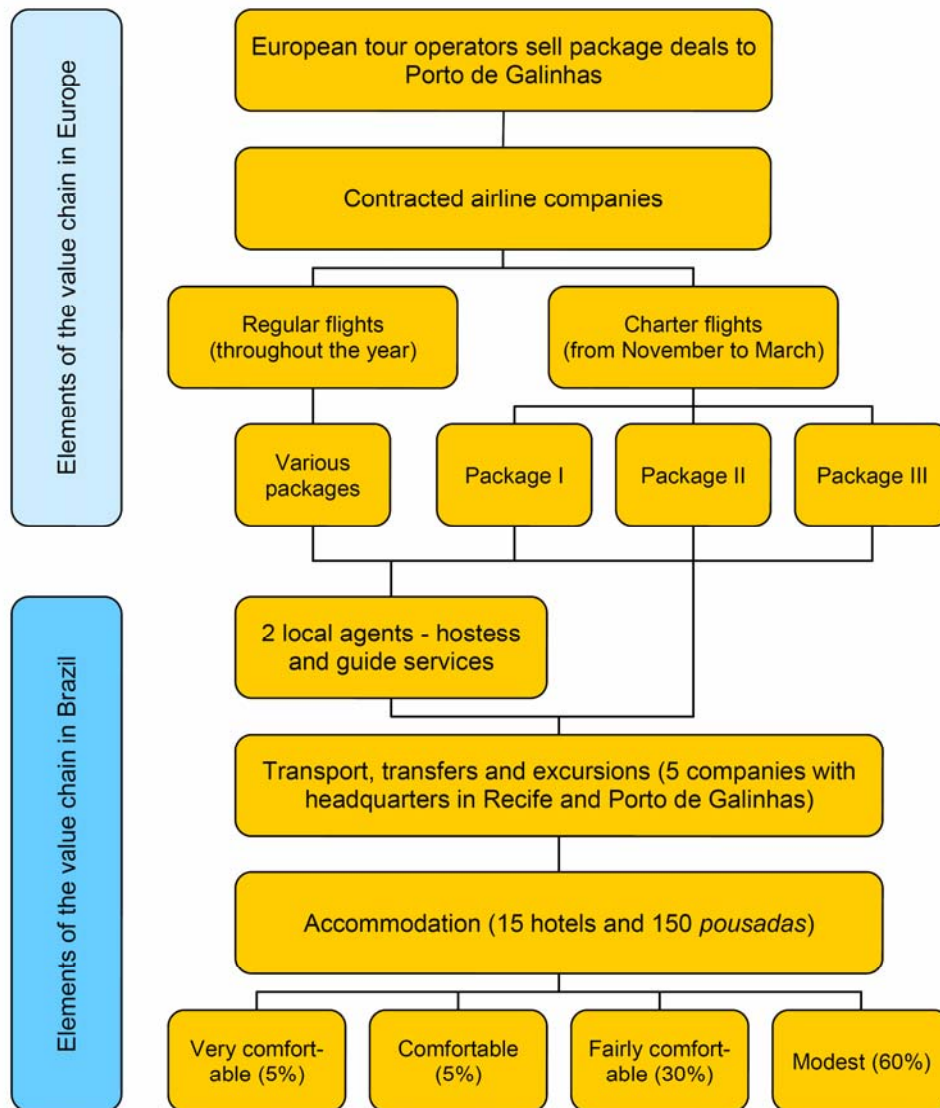 Elements of the value chain in Europe
European tour operators sell package deals to
Porto de Galinhas
Contracted airline companies
Regular flights
(throughout the year)
Charter flights
(from November to March)
Various
packages
Package I
Package II
Package III
Elements of the value chain in Brazil
2 local agents - hostess
and guide services
Transport, transfers and excursions (5 companies with
headquarters in Recife and Porto de Galinhas)
Accommodation (15 hotels and 150 pousadas)
Very comfort-
able (5%)
Comfortable
(5%)
Fairly comfort-
able (30%)
Modest (60%)